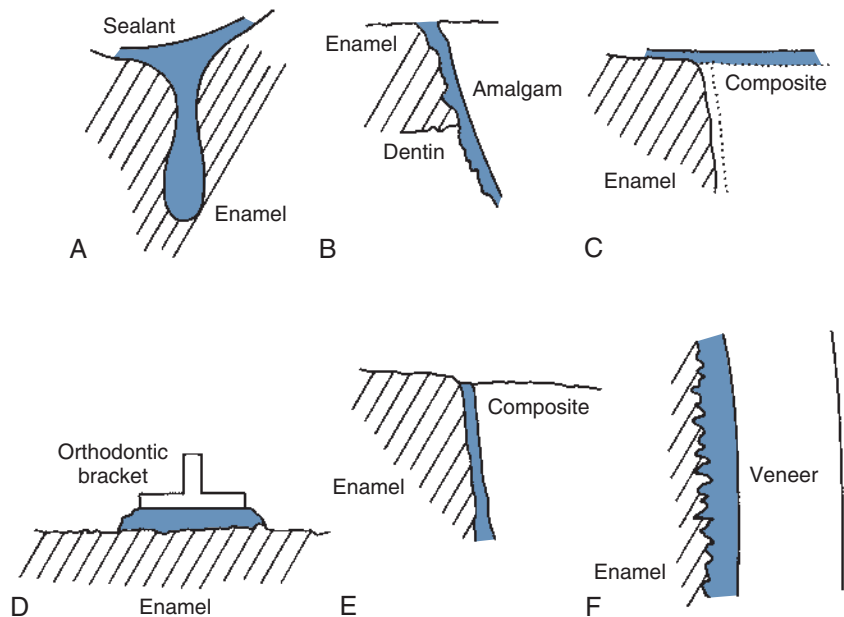 Sealant
Enamel
A
Enamel
Amalgam
Dentin
B
Composite
Enamel
C
Orthodontic
bracket
Enamel
D
Composite
Enamel
E
Veneer
Enamel
F